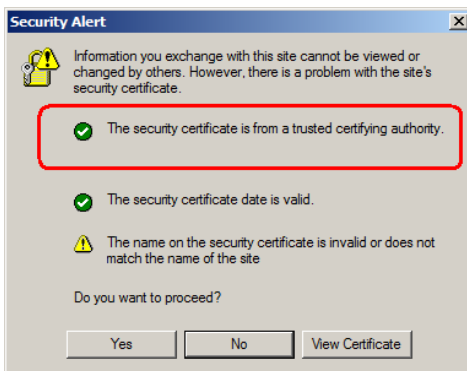 Security Alert
Information you exchange with this site cannot be viewed or
changed by others. However, there is a problem with the site's
security certificate.
The security certificate is from a trusted certifying authority.
The security certificate date is valid.
The name on the security certificate is invalid or does not
match the name of the site
Do you want to proceed?
Yes No View Certificate